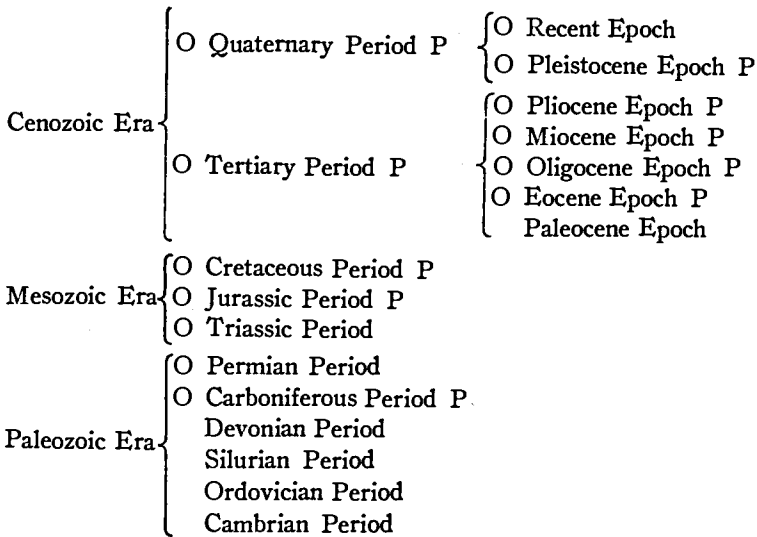 O Recent Epoch
O Quaternary Period P
O Pleistocene Epoch P
O Pliocene Epoch P
Cenozoic Era
O Miocene Epoch P
O Tertiary Period P
O Oligocene Epoch P
O Eocene Epoch P
Paleocene Epoch
O Cretaceous Period P
Mesozoic Era
O Jurassic Period P
O Triassic Period
O Permian Period
O Carboniferous Period P
Devonian Period
Paleozoic Era
Silurian Period
Ordovician Period
Cambrian Period